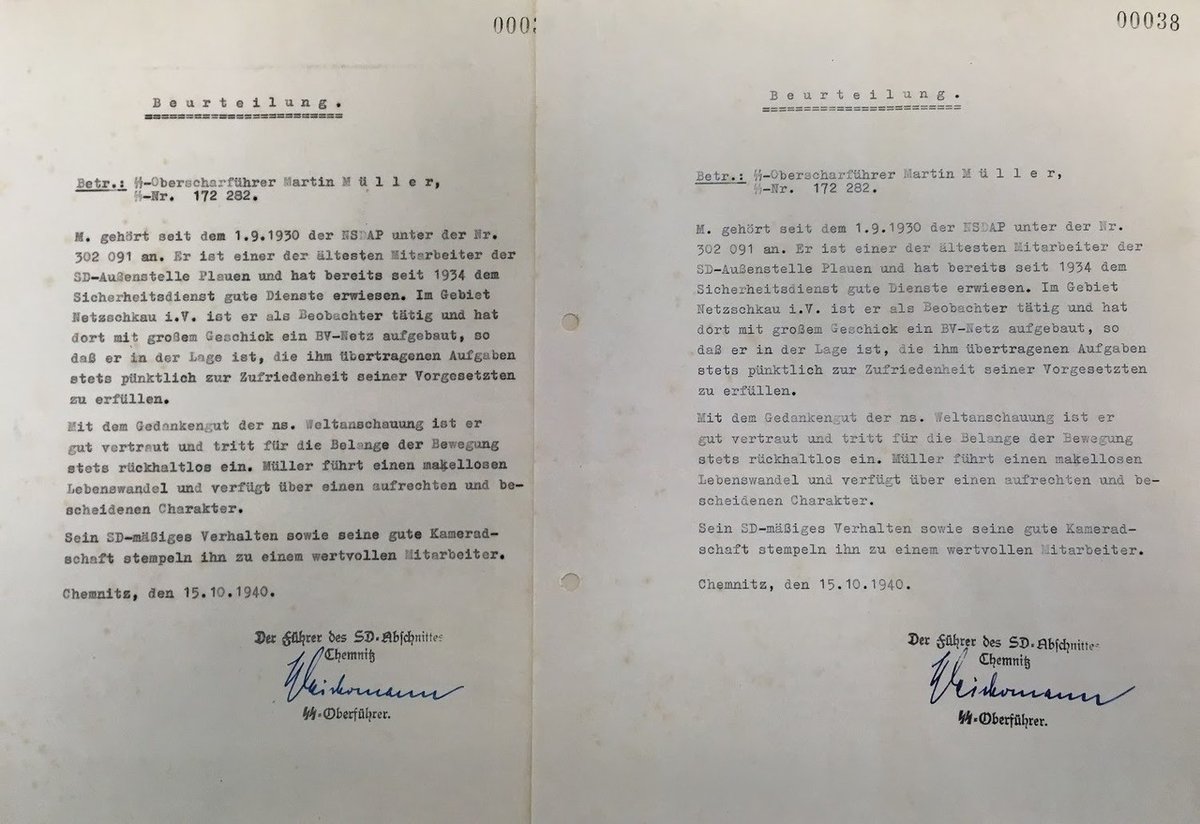 0003
Beurteilung.
Betr.: SS-Oberscharführer Martin Müller,
SS-Nr. 172 282.
M. gehört seit dem 1.9.1930 der NSDAP unter der Nr.
302 091 an. Er ist einer der ältesten Mitarbeiter der
SD-Außenstelle Plauen und hat bereits seit 1934 dem
Sicherheitsdienst gute Dienste erwiesen. Im Gebiet
Netzschkau i.V. ist er als Beobachter tätig und hat
dort mit großem Geschick ein BV-Netz aufgebaut, so
daß er in der Lage ist, die ihm übertragenen Aufgaben
stets pünktlich zur Zufriedenheit seiner Vorgesetzten
zu erfüllen.
Mit dem Gedankengut der ns. Weltanschauung ist er
gut vertraut und tritt für die Belange der Bewegung
stets rückhaltlos ein. Müller führt einen makellosen
Lebenswandel und verfügt über einen aufrechten und be-
scheidenen Charakter.
Sein SD-mäßiges Verhalten sowie seine gute Kamerad-
schaft stempeln ihn zu einem wertvollen Mitarbeiter.
Chemnitz, den 15.10.1940.
Der Führer des SD-Abschnittes
Chemnitz
SS-Oberführer.
00038
Beurteilung.
Betr.: SS-Oberscharführer Martin Müller,
SS-Nr. 172 282.
M. gehört seit dem 1.9.1930 der NSDAP unter der Nr.
302 091 an. Er ist einer der ältesten Mitarbeiter der
SD-Außenstelle Plauen und hat bereits seit 1934 dem
Sicherheitsdienst gute Dienste erwiesen. Im Gebiet
Netzschkau i.V. ist er als Beobachter tätig und hat
dort mit großem Geschick ein BV-Netz aufgebaut, so
daß er in der Lage ist, die ihm übertragenen Aufgaben
stets pünktlich zur Zufriedenheit seiner Vorgesetzten
zu erfüllen.
Mit dem Gedankengut der ns. Weltanschauung ist er
gut vertraut und tritt für die Belange der Bewegung
stets rückhaltlos ein. Müller führt einen makellosen
Lebenswandel und verfügt über einen aufrechten und be-
scheidenen Charakter.
Sein SD-mäßiges Verhalten sowie seine gute Kamerad-
schaft stempeln ihn zu einem wertvollen Mitarbeiter.
Chemnitz, den 15.10.1940.
Der Führer des SD-Abschnittes
Chemnitz
SS-Oberführer.